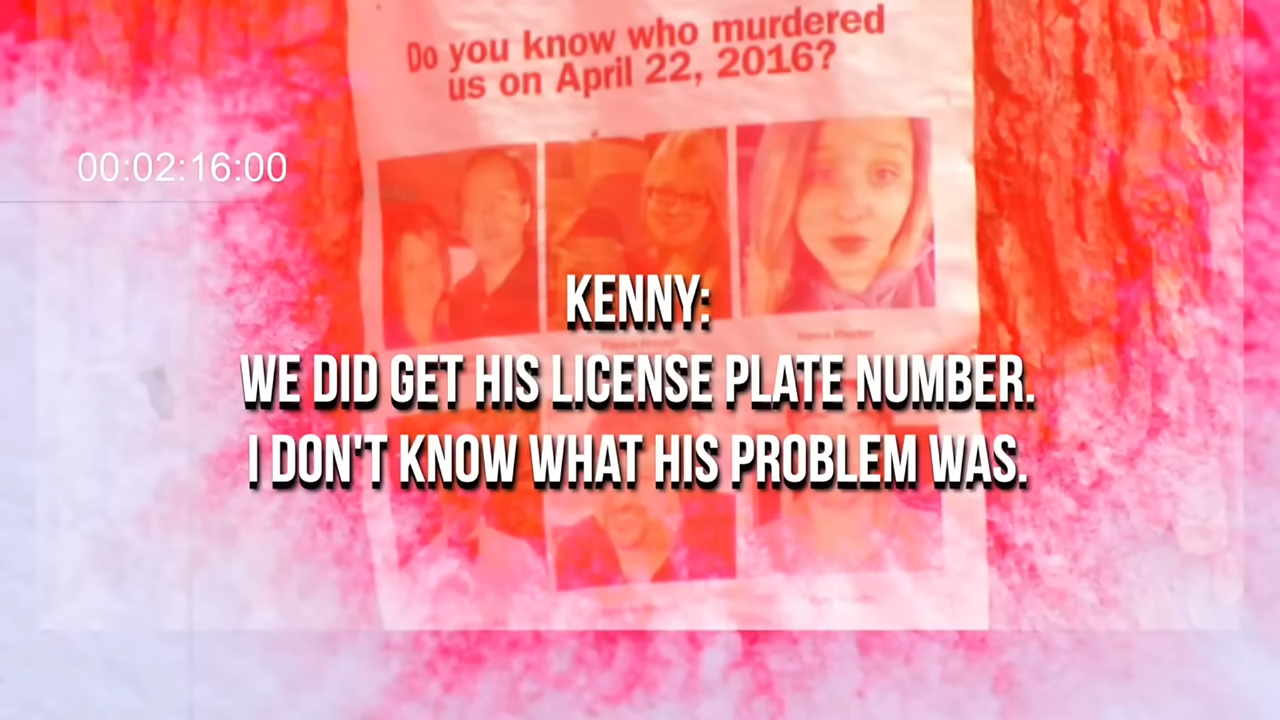 Do you know who murdered
us on April 22, 2016?
00:02:16:00
KENNY:
WE DID GET HIS LICENSE PLATE NUMBER.
I DON'T KNOW WHAT HIS PROBLEM WAS.